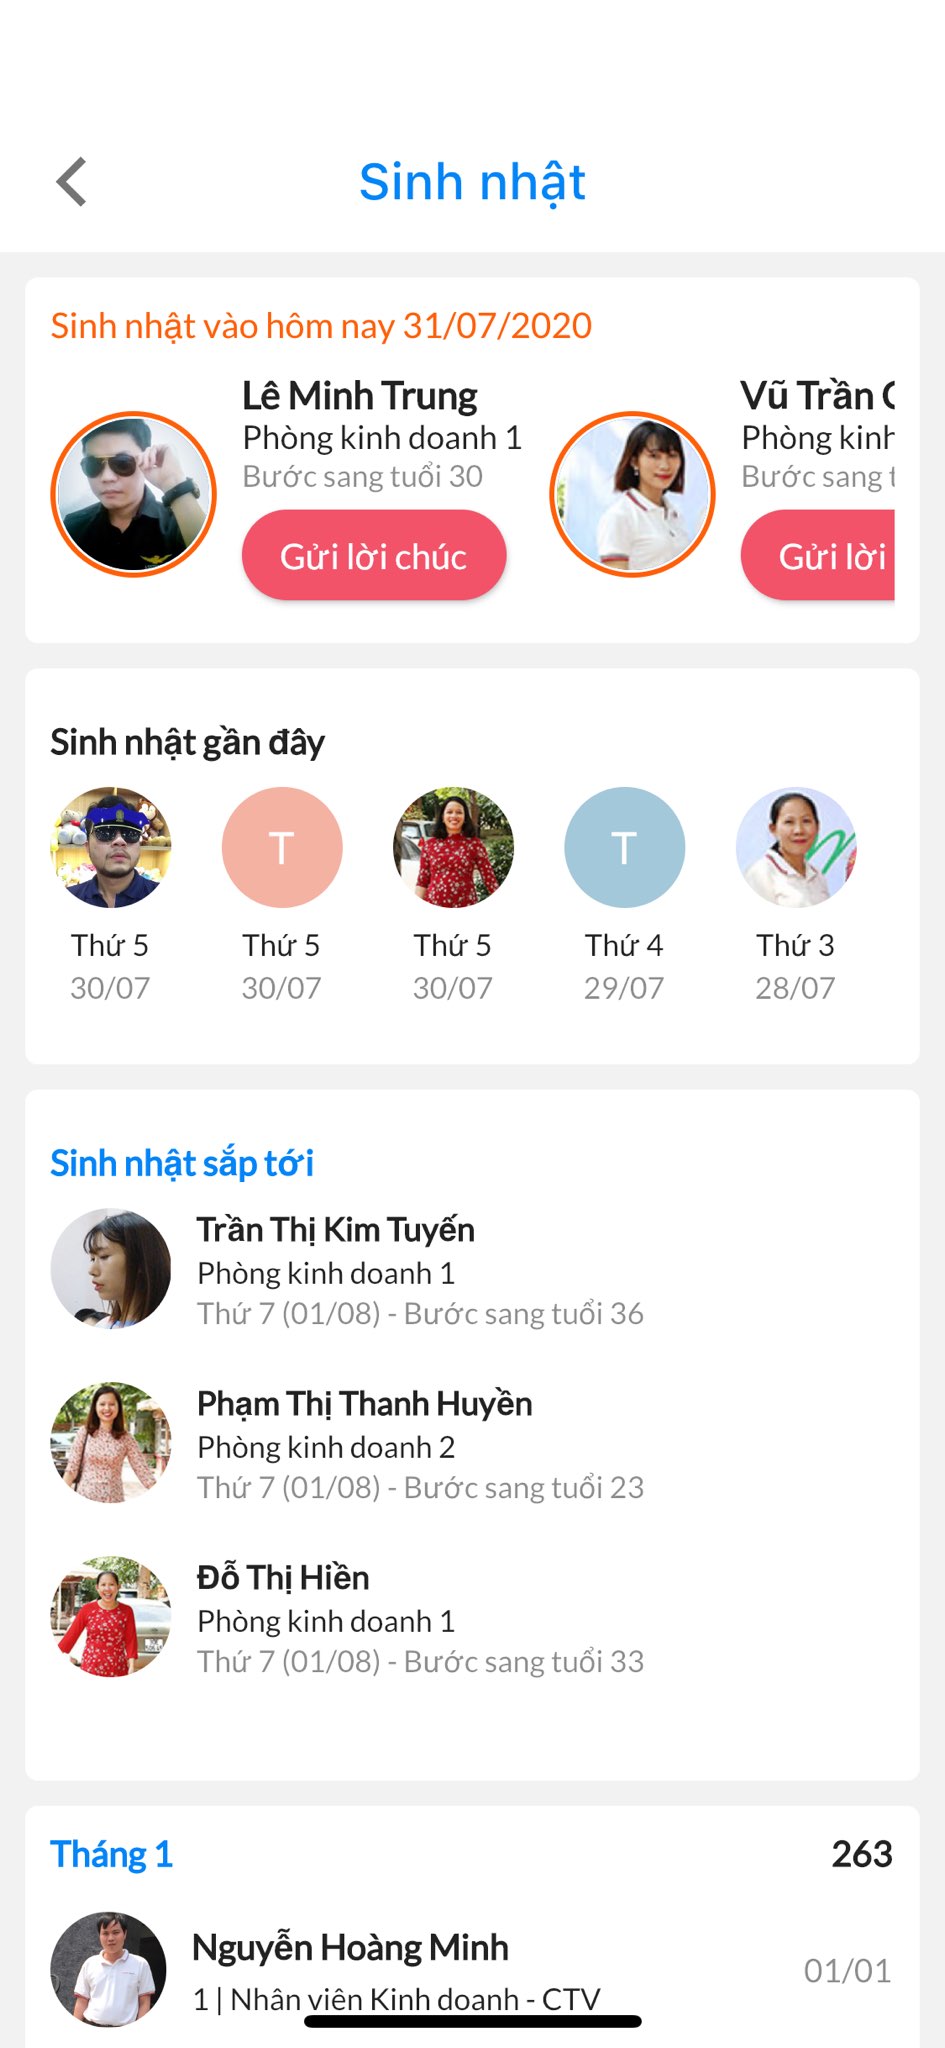 Sinh nhật
Sinh nhật vào hôm nay 31/07/2020
Lê Minh Trung
Phòng kinh doanh 1
Bước sang tuổi 30
Gửi lời chúc
Vũ Trần
Phòng kinh
Bước sang
Gửi lời
Sinh nhật gần đây
T
T
Thứ 5
Thứ 5
Thứ 5
Thứ 4
Thứ 3
30/07
30/07
30/07
29/07
28/07
Sinh nhật sắp tới
Trần Thị Kim Tuyến
Phòng kinh doanh 1
Thứ 7 (01/08) - Bước sang tuổi 36
Phạm Thị Thanh Huyền
Phòng kinh doanh 2
Thứ 7 (01/08) - Bước sang tuổi 23
Đỗ Thị Hiền
Phòng kinh doanh 1
Thứ 7 (01/08) - Bước sang tuổi 33
Tháng 1
263
Nguyễn Hoàng Minh
1 | Nhân viên Kinh doanh - CTV
01/01